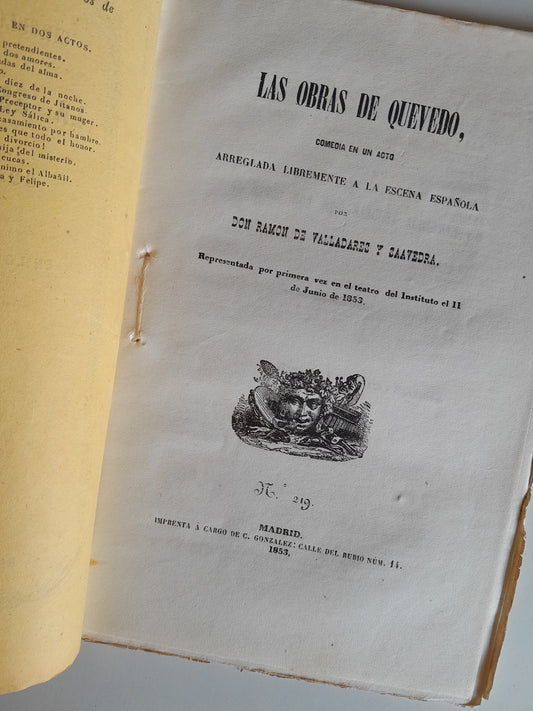 os de
EN DOS ACTOS.
pretendientes.
dos amores.
das del alma.
o.
diez de la noche.
ongreso de Jitanos
Preceptor y su muger.
Ley Sálica.
casamiento por hambre.
es que todo el honor.
divorcio!
hija del misterio.
cucas.
nimo el Albañil.
a y Felipe.
LAS OBRAS DE QUEVEDO,
COMEDIA EN UN ACTO
ARREGLADA LIBREMENTE A LA ESCENA ESPAÑOLA
POR
DON RAMON DE VALLADARES Y SAAVEDRA.
Representada por primera vez en el teatro del Instituto el 11
de Junio de 1853.
N.º 219.
MADRID.
IMPRENTA Á CARGO DE C. GONZALEZ: CALLE DEL RUBIO NÚM. 14.
1853.